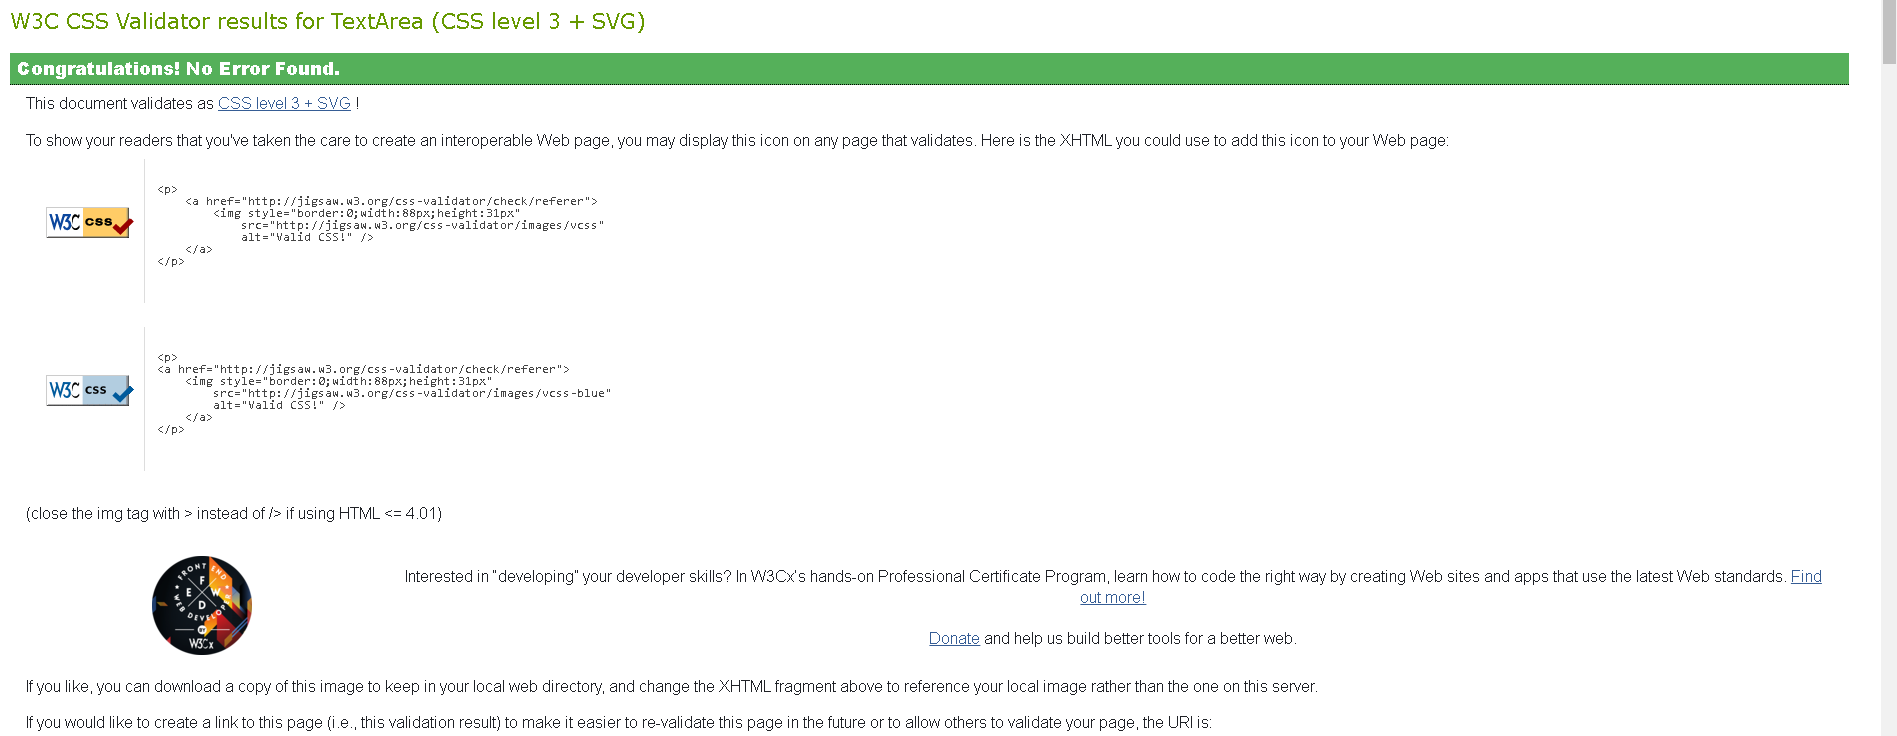 W3C CSS Validator results for TextArea (CSS level 3 + SVG)
Congratulations! No Error Found.
This document validates as CSS level 3 + SVG !
To show your readers that you've taken the care to create an interoperable Web page, you may display this icon on any page that validates. Here is the XHTML you could use to add this icon to your Web page:
W3C css
<p>
    <a href="http://jigsaw.w3.org/css-validator/check/referer">
        <img style="border:0;width:88px;height:31px"
            src="http://jigsaw.w3.org/css-validator/images/vcss"
            alt="Valid CSS!" />
    </a>
</p>
W3C css
<p>
<a href="http://jigsaw.w3.org/css-validator/check/referer">
    <img style="border:0;width:88px;height:31px"
        src="http://jigsaw.w3.org/css-validator/images/vcss-blue"
        alt="Valid CSS!" />
    </a>
</p>
(close the img tag with > instead of /> if using HTML <= 4.01)
FRONT END
F
E W
D
WEB DEVELOPER
BY
W3Cx
Interested in "developing" your developer skills? In W3Cx's hands-on Professional Certificate Program, learn how to code the right way by creating Web sites and apps that use the latest Web standards. Find
out more!
Donate and help us build better tools for a better web.
If you like, you can download a copy of this image to keep in your local web directory, and change the XHTML fragment above to reference your local image rather than the one on this server.
If you would like to create a link to this page (i.e., this validation result) to make it easier to re-validate this page in the future or to allow others to validate your page, the URI is: